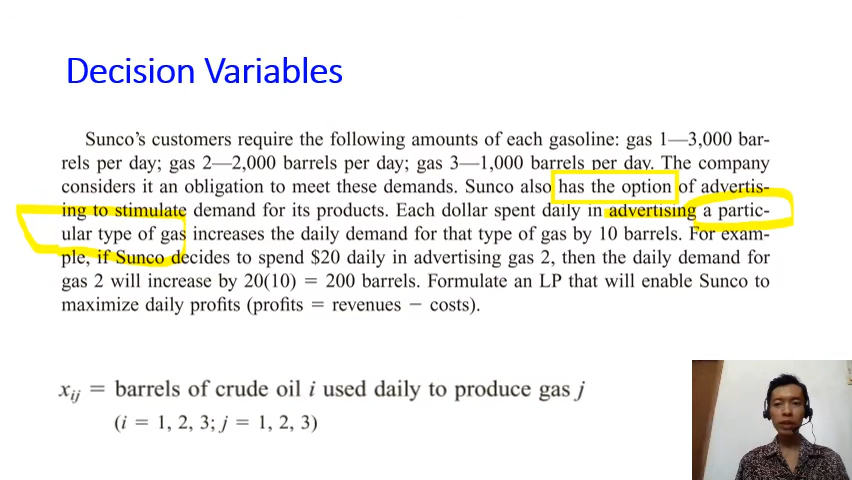 Decision Variables
Sunco's customers require the following amounts of each gasoline: gas 1—3,000 bar-
rels per day; gas 2—2,000 barrels per day; gas 3—1,000 barrels per day. The company
considers it an obligation to meet these demands. Sunco also has the option of advertis-
ing to stimulate demand for its products. Each dollar spent daily in advertising a partic-
ular type of gas increases the daily demand for that type of gas by 10 barrels. For exam-
ple, if Sunco decides to spend $20 daily in advertising gas 2, then the daily demand for
gas 2 will increase by 20(10) = 200 barrels. Formulate an LP that will enable Sunco to
maximize daily profits (profits = revenues − costs).
xij = barrels of crude oil i used daily to produce gas j
(i = 1, 2, 3; j = 1, 2, 3)